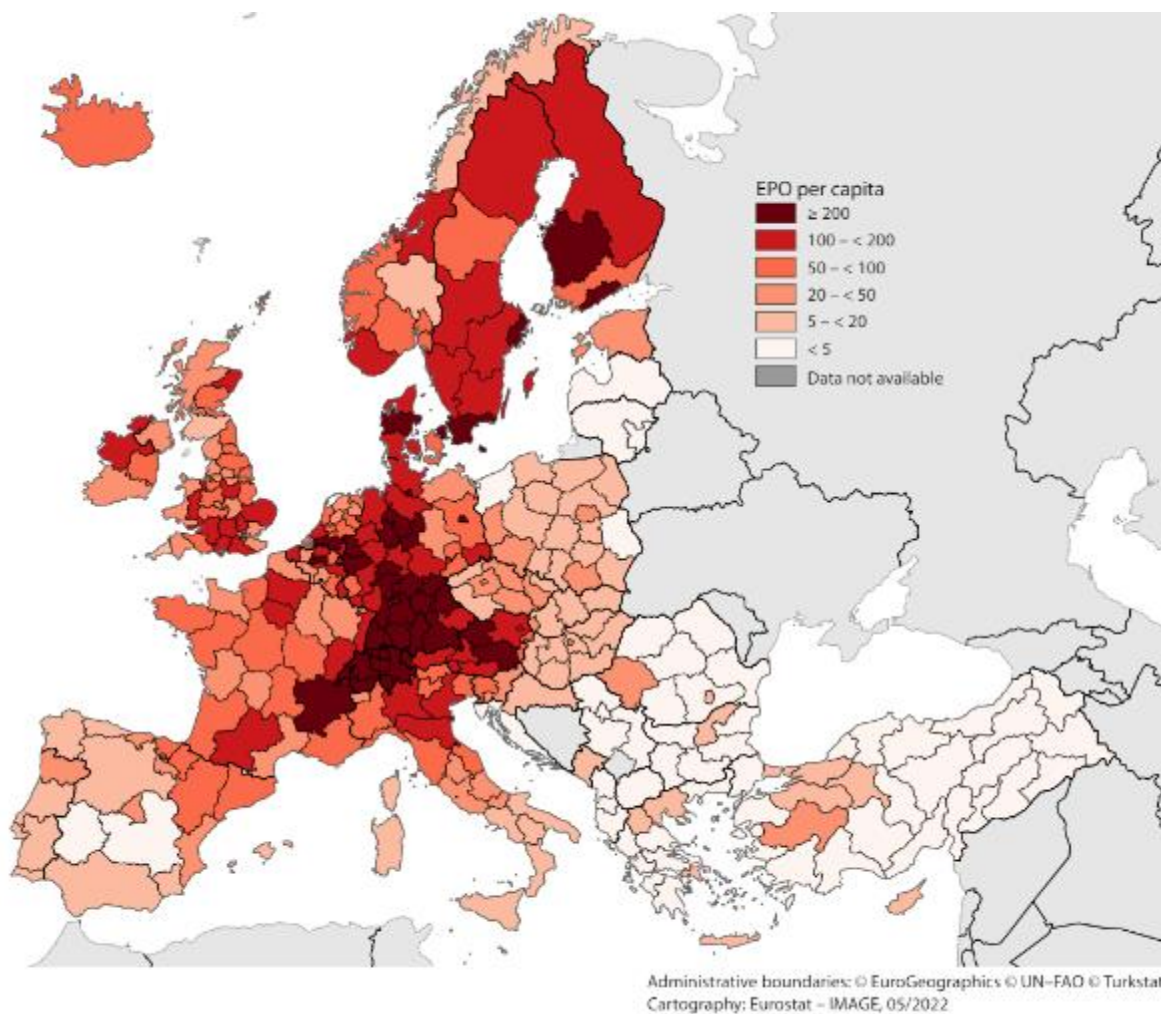 EPO per capita
≥ 200
100 – < 200
50 – < 100
20 – < 50
5 – < 20
< 5
Data not available
Administrative boundaries: © EuroGeographics © UN–FAO © Turkstat
Cartography: Eurostat – IMAGE, 05/2022